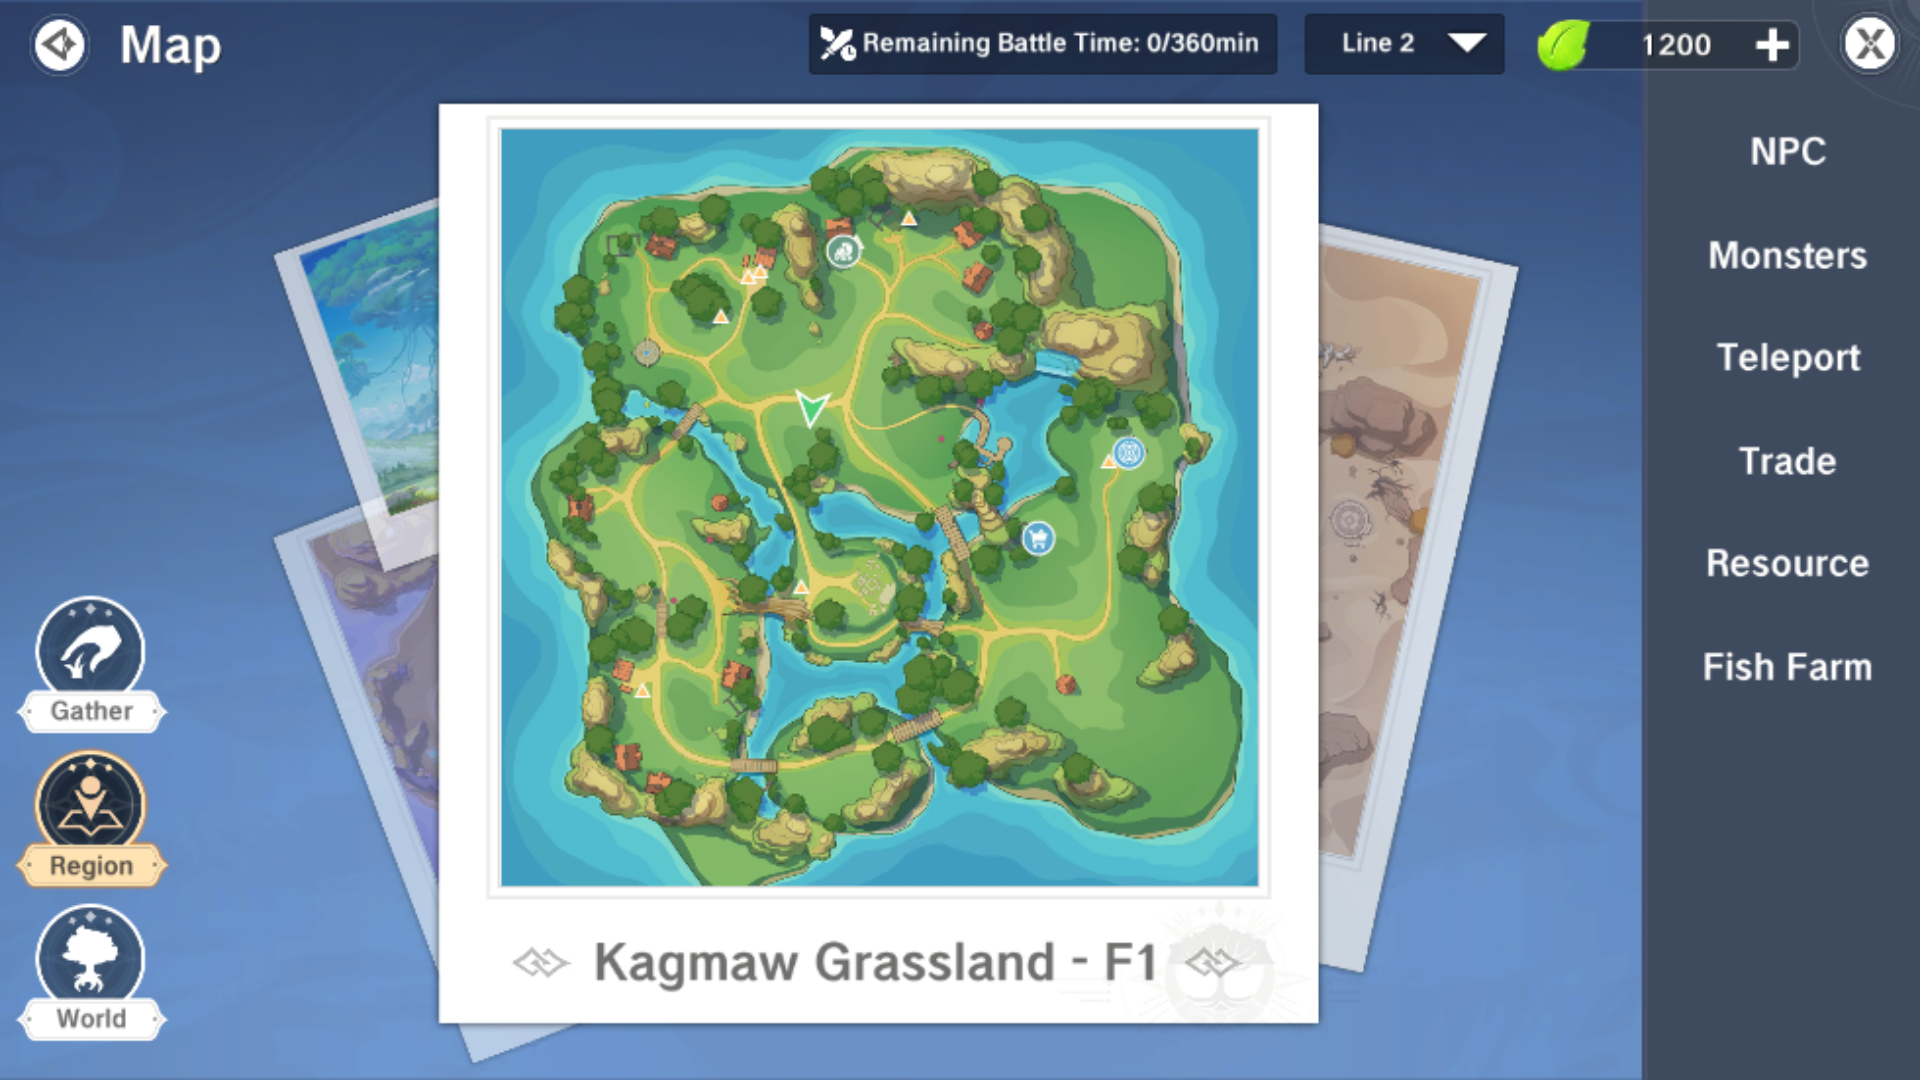 Map
Remaining Battle Time: 0/360min
Line 2
1200
NPC
Monsters
Teleport
Trade
Resource
Fish Farm
Gather
Region
World
Kagmaw Grassland - F1